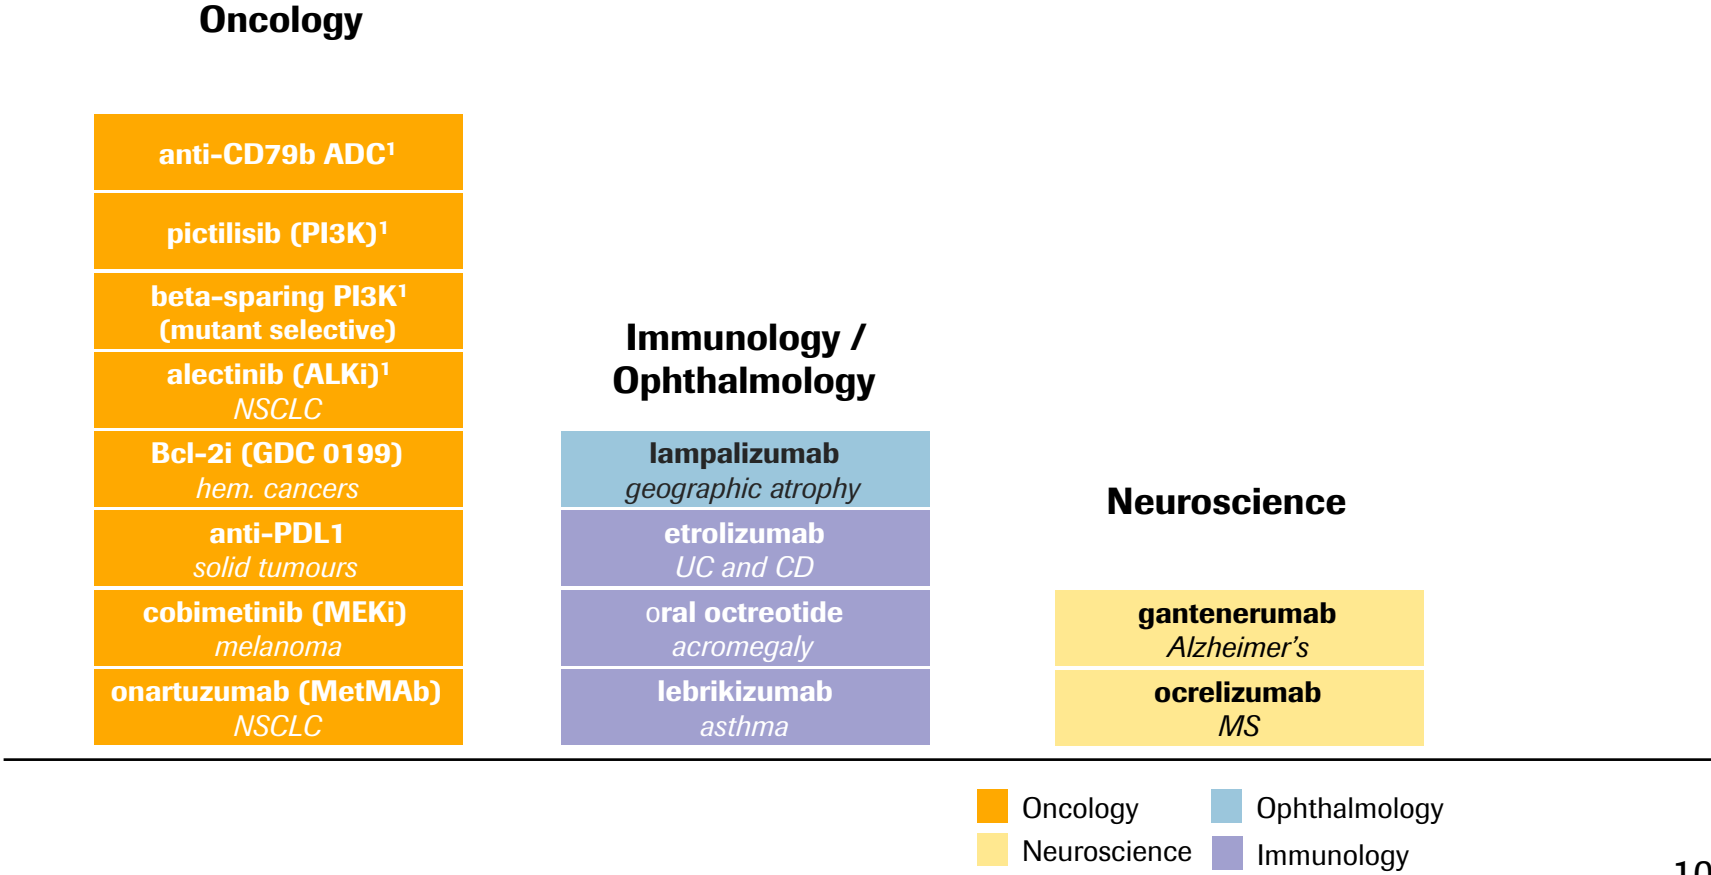 Oncology
anti-CD79b ADC¹
pictilisib (PI3K)¹
beta-sparing PI3K¹
(mutant selective)
alectinib (ALKi)¹
NSCLC
Bcl-2i (GDC 0199)
hem. cancers
anti-PDL1
solid tumours
cobimetinib (MEKi)
melanoma
onartuzumab (MetMAb)
NSCLC
Immunology /
Ophthalmology
lampalizumab
geographic atrophy
etrolizumab
UC and CD
oral octreotide
acromegaly
lebrikizumab
asthma
Neuroscience
gantenerumab
Alzheimer’s
ocrelizumab
MS
Oncology
Ophthalmology
Neuroscience
Immunology
10